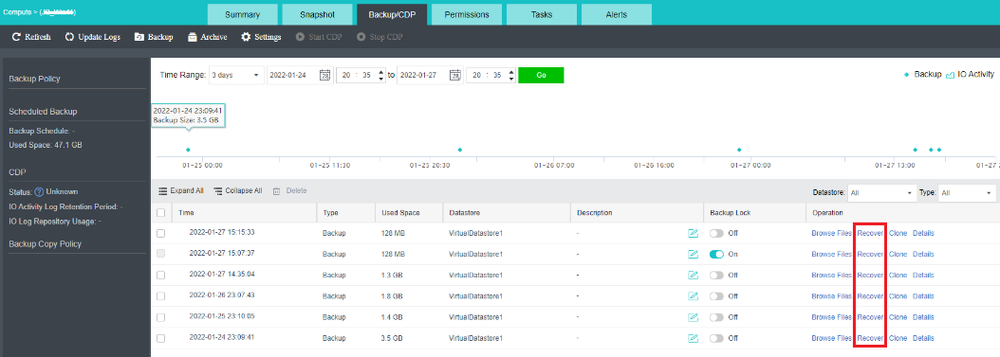 Compute > (
Summary Snapshot Backup/CDP Permissions Tasks Alerts
Refresh Update Logs Backup Archive Settings Start CDP Stop CDP
Backup Policy
Scheduled Backup
Backup Schedule: -
Used Space: 47.1 GB
CDP
Status: ? Unknown
IO Activity Log Retention Period: -
IO Log Repository Usage: -
Backup Copy Policy
Time Range: 3 days 2022-01-24 20 : 35 to 2022-01-27 20 : 35 Go
Backup IO Activity
2022-01-24 23:09:41
Backup Size: 3.5 GB
01-25 00:00 01-25 11:30 01-25 20:30 01-26 07:00 01-26 16:00 01-27 00:00 01-27 13:00 01-27 2
Expand All Collapse All Delete Datastore: All Type: All
Time Type Used Space Datastore Description Backup Lock Operation
2022-01-27 15:15:33 Backup 128 MB VirtualDatastore1 - Off Browse Files Recover Clone Details
2022-01-27 15:07:37 Backup 128 MB VirtualDatastore1 - On Browse Files Recover Clone Details
2022-01-27 14:35:04 Backup 1.3 GB VirtualDatastore1 - Off Browse Files Recover Clone Details
2022-01-26 23:07:43 Backup 1.8 GB VirtualDatastore1 - Off Browse Files Recover Clone Details
2022-01-25 23:10:05 Backup 1.4 GB VirtualDatastore1 - Off Browse Files Recover Clone Details
2022-01-24 23:09:41 Backup 3.5 GB VirtualDatastore1 - Off Browse Files Recover Clone Details